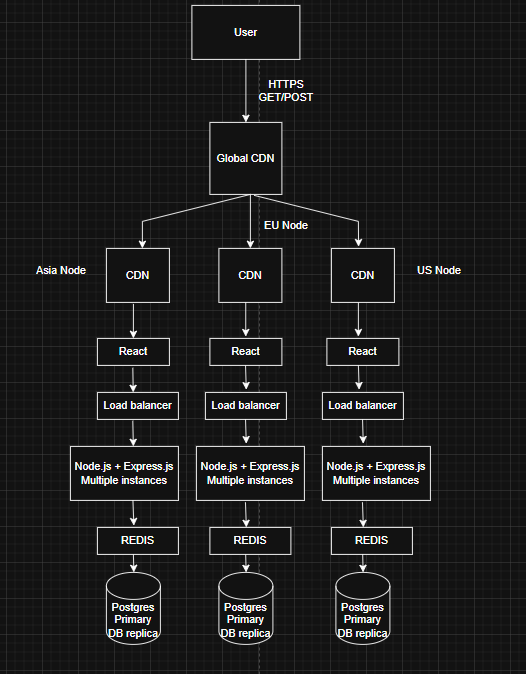 User
HTTPS
GET/POST
Global CDN
EU Node
Asia Node
CDN
CDN
CDN
US Node
React
React
React
Load balancer
Load balancer
Load balancer
Node.js + Express.js
Multiple instances
Node.js + Express.js
Multiple instances
Node.js + Express.js
Multiple instances
REDIS
REDIS
REDIS
Postgres
Primary
DB replica
Postgres
Primary
DB replica
Postgres
Primary
DB replica